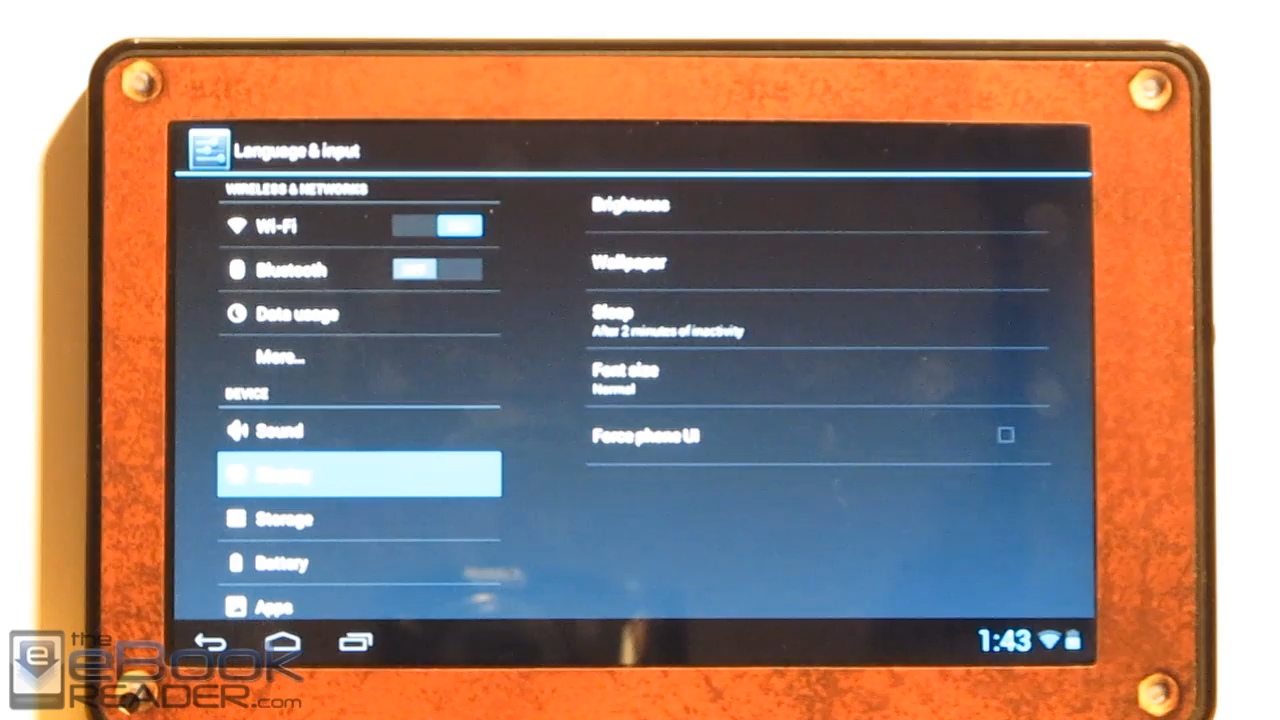 Language & input
WIRELESS & NETWORKS
Wi-Fi
Bluetooth
Data usage
More...
DEVICE
Sound
Display
Storage
Battery
Apps
Brightness
Wallpaper
Sleep
After 2 minutes of inactivity
Font size
Normal
Force phone UI
1:43
e
the
eBook
READER.com